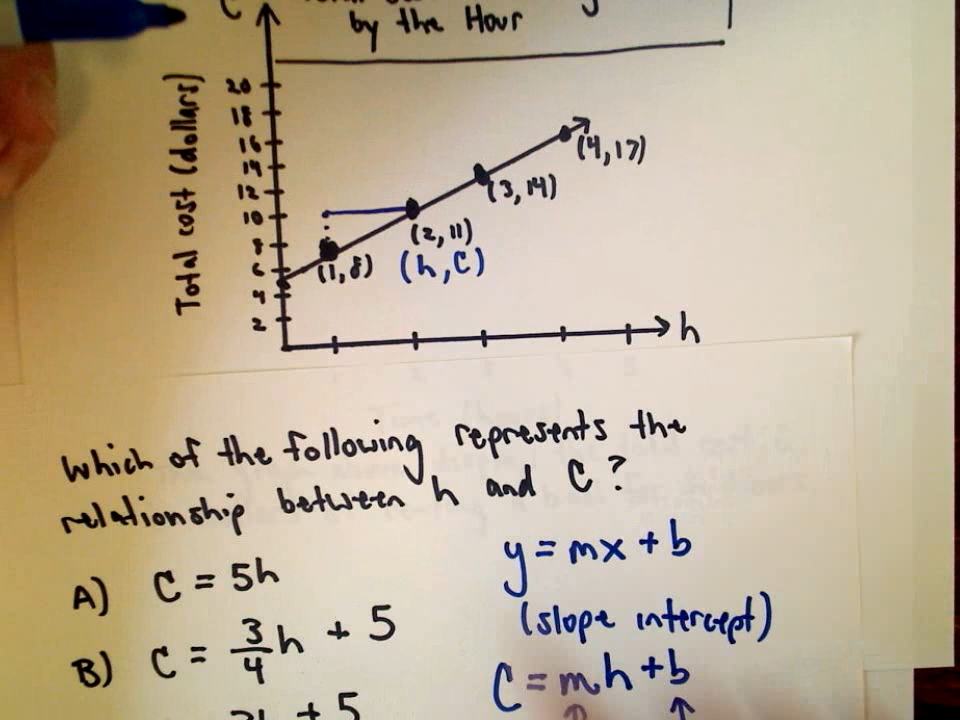 C
by the Hour
Total cost (dollars)
20
18
16
14
12
10
8
6
4
2
(4,17)
(3,14)
(2,11)
(1,8)
(h,C)
h
Which of the following represents the
relationship between h and C?
A) C = 5h
B) C = 3/4 h + 5
+ 5
y = mx + b
(slope intercept)
C = mh + b